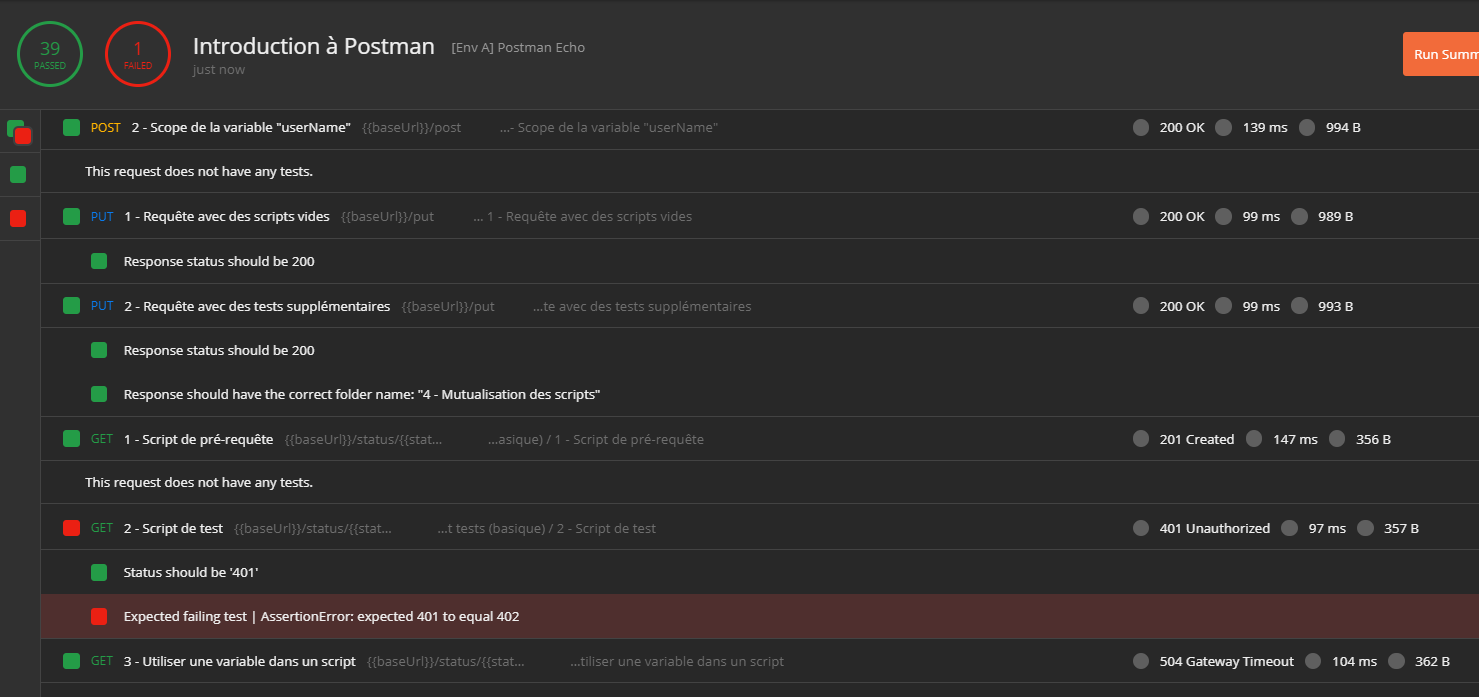 39 PASSED
1 FAILED
Introduction à Postman [Env A] Postman Echo
just now
Run Summ
POST 2 - Scope de la variable "userName" {{baseUrl}}/post ...- Scope de la variable "userName" 200 OK 139 ms 994 B
This request does not have any tests.
PUT 1 - Requête avec des scripts vides {{baseUrl}}/put ... 1 - Requête avec des scripts vides 200 OK 99 ms 989 B
Response status should be 200
PUT 2 - Requête avec des tests supplémentaires {{baseUrl}}/put ...te avec des tests supplémentaires 200 OK 99 ms 993 B
Response status should be 200
Response should have the correct folder name: "4 - Mutualisation des scripts"
GET 1 - Script de pré-requête {{baseUrl}}/status/{{stat... ...asique) / 1 - Script de pré-requête 201 Created 147 ms 356 B
This request does not have any tests.
GET 2 - Script de test {{baseUrl}}/status/{{stat... ...t tests (basique) / 2 - Script de test 401 Unauthorized 97 ms 357 B
Status should be '401'
Expected failing test | AssertionError: expected 401 to equal 402
GET 3 - Utiliser une variable dans un script {{baseUrl}}/status/{{stat... ...tiliser une variable dans un script 504 Gateway Timeout 104 ms 362 B